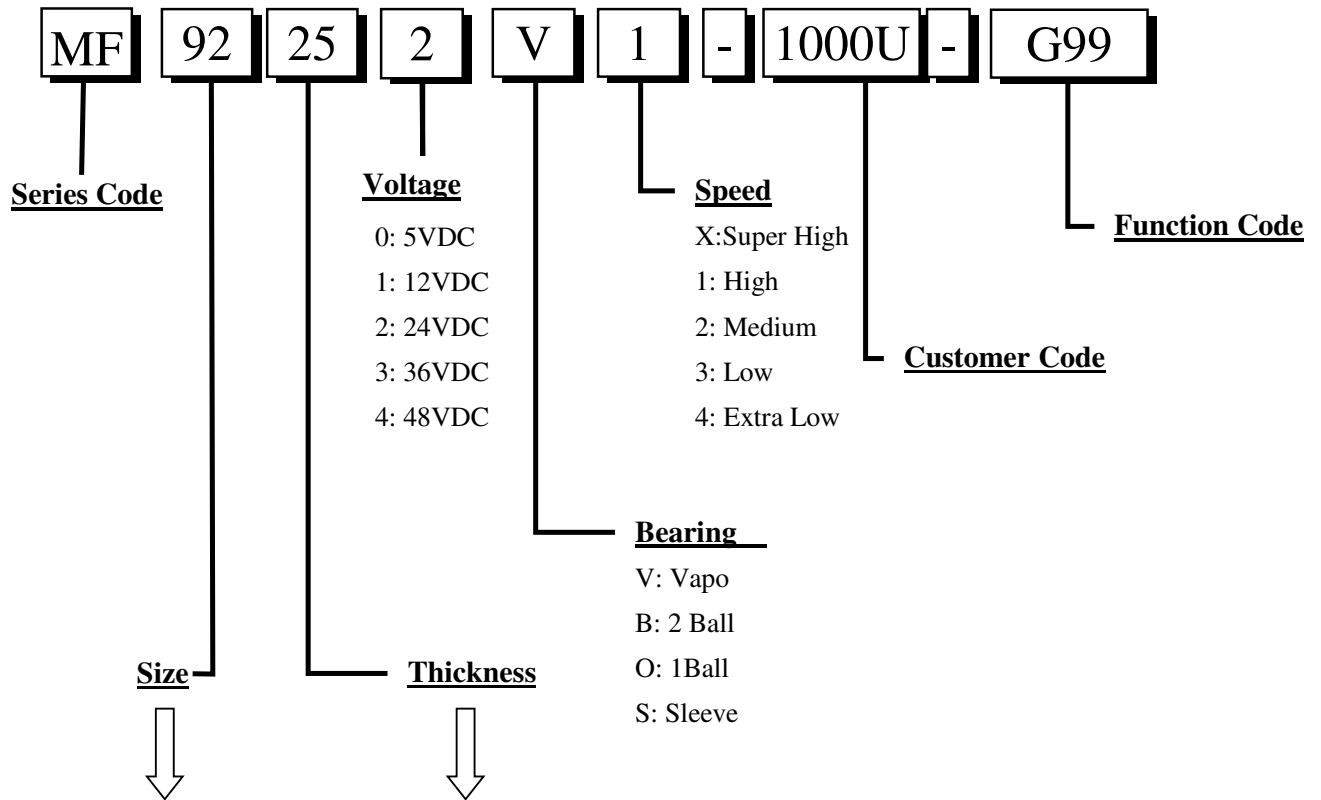 MF 92 25 2 V 1 - 1000U - G99
Series Code
Voltage
0: 5VDC
1: 12VDC
2: 24VDC
3: 36VDC
4: 48VDC
Speed
X:Super High
1: High
2: Medium
3: Low
4: Extra Low
Function Code
Customer Code
Bearing
V: Vapo
B: 2 Ball
O: 1Ball
S: Sleeve
Size
Thickness